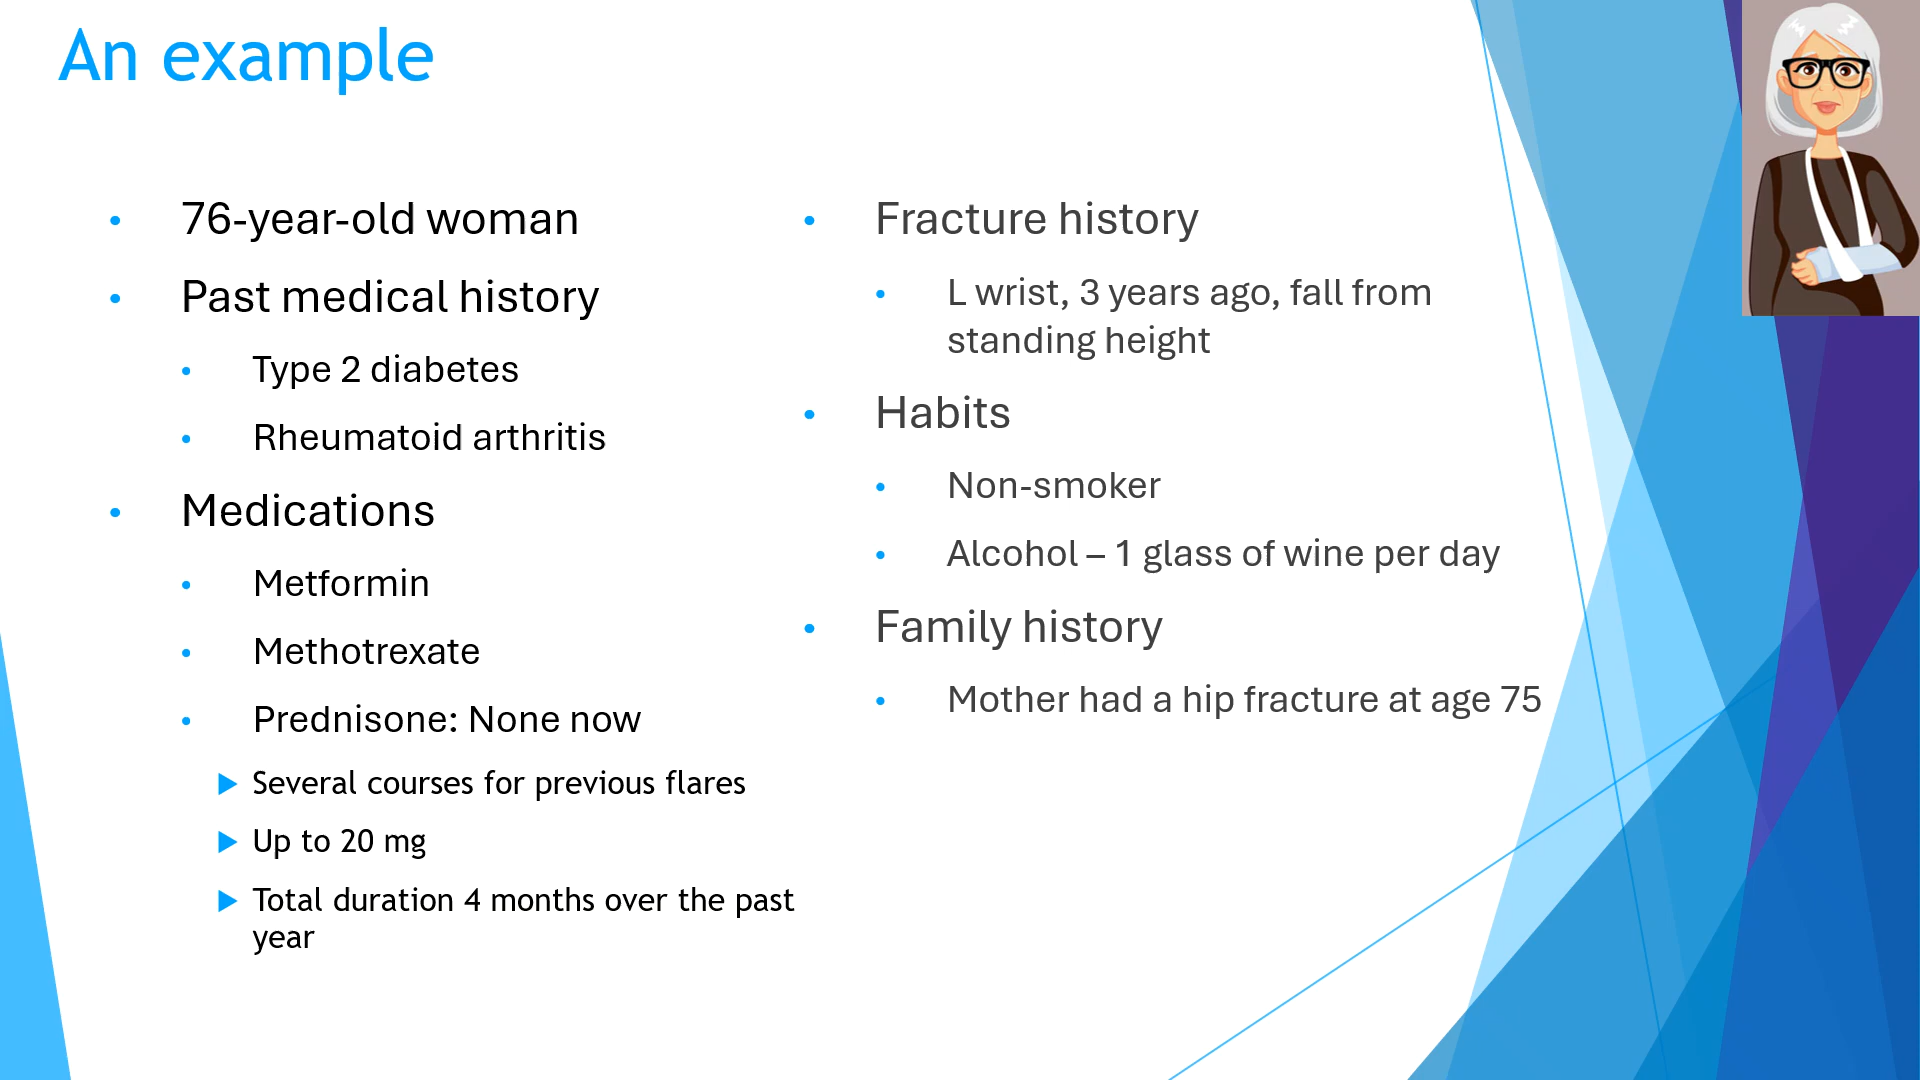 An example
76-year-old woman
Past medical history
Type 2 diabetes
Rheumatoid arthritis
Medications
Metformin
Methotrexate
Prednisone: None now
Several courses for previous flares
Up to 20 mg
Total duration 4 months over the past
year
Fracture history
L wrist, 3 years ago, fall from
standing height
Habits
Non-smoker
Alcohol – 1 glass of wine per day
Family history
Mother had a hip fracture at age 75